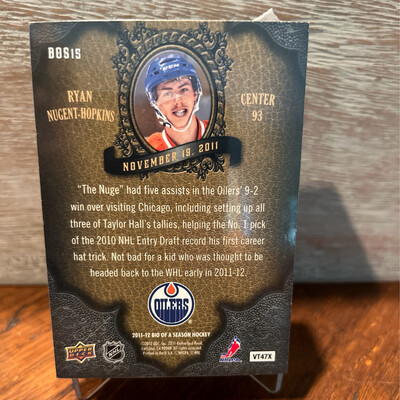 BOS15
RYAN
NUGENT-HOPKINS
CENTER
93
NOVEMBER 19, 2011
"The Nuge" had five assists in the Oilers' 9-2
win over visiting Chicago, including setting up all
three of Taylor Hall's tallies, helping the No. 1 pick
of the 2010 NHL Entry Draft record his first career
hat trick. Not bad for a kid who was thought to be
headed back to the WHL early in 2011-12.
OILERS
2011-12 BIO OF A SEASON HOCKEY
UPPER
DECK
NHL
VT47X